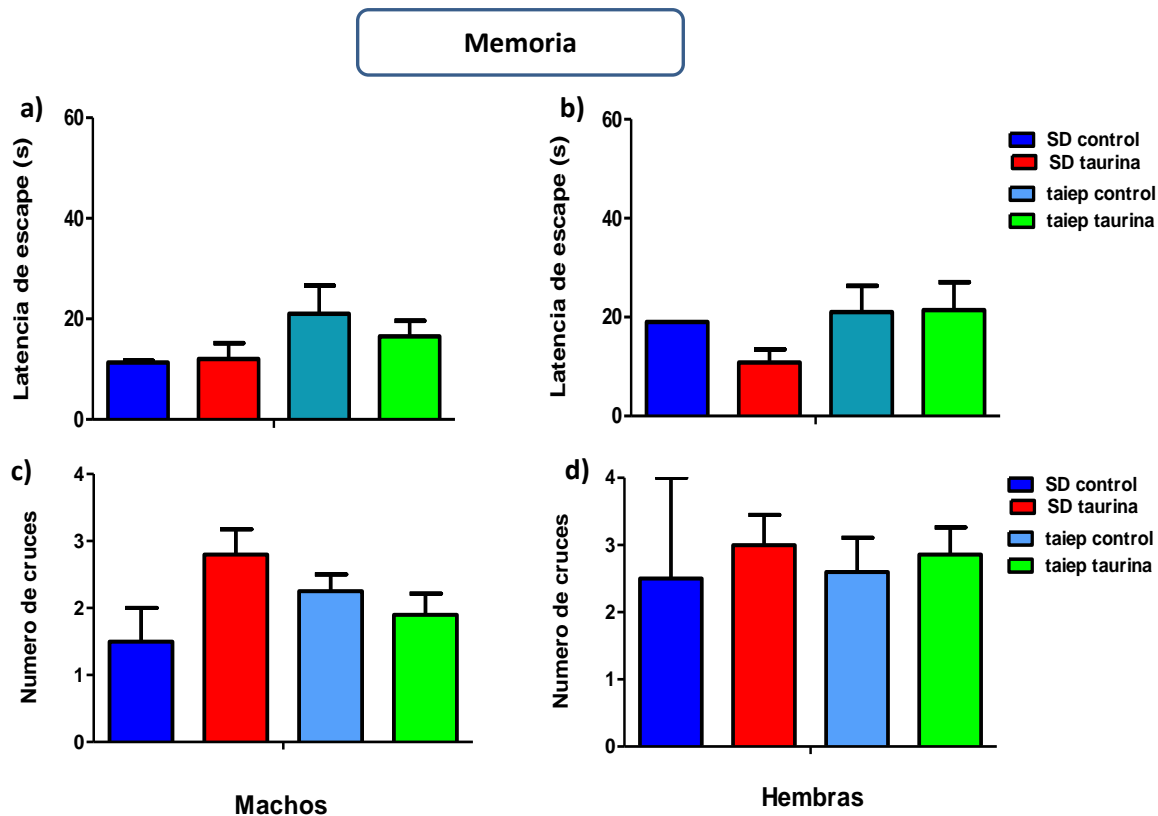 Memoria
a)
Latencia de escape (s)
60
40
20
0
b)
Latencia de escape (s)
60
40
20
0
SD control
SD taurina
taiep control
taiep taurina
c)
Numero de cruces
4
3
2
1
0
Machos
d)
Numero de cruces
4
3
2
1
0
Hembras
SD control
SD taurina
taiep control
taiep taurina